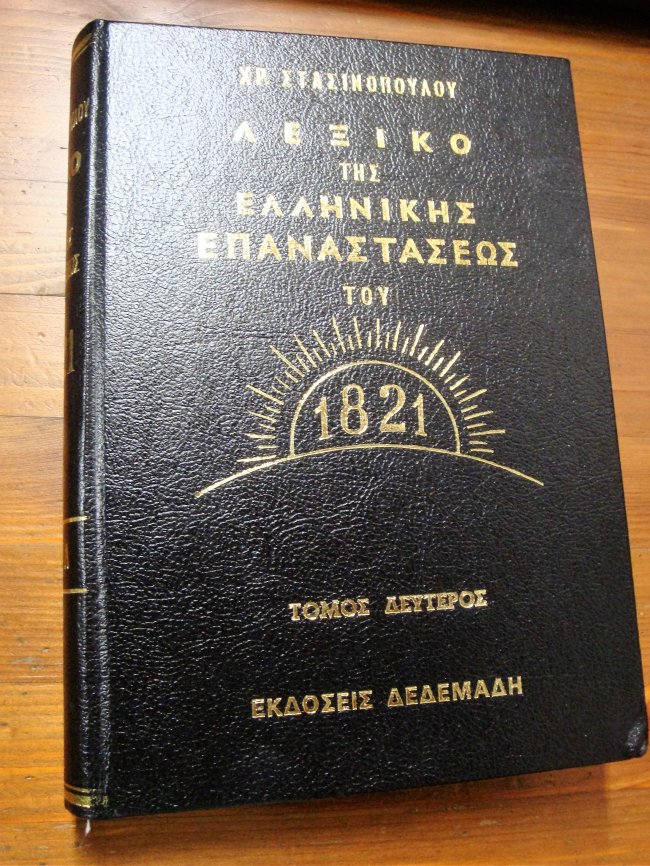 ΧΡ ΣΤΑΣΙΝΟΠΟΥΛΟΥ
ΛΕΞΙΚΟ
ΤΗΣ
ΕΛΛΗΝΙΚΗΣ
ΕΠΑΝΑΣΤΑΣΕΩΣ
ΤΟΥ
1821
ΤΟΜΟΣ ΔΕΥΤΕΡΟΣ
ΕΚΔΟΣΕΙΣ ΔΕΔΕΜΑΔΗ